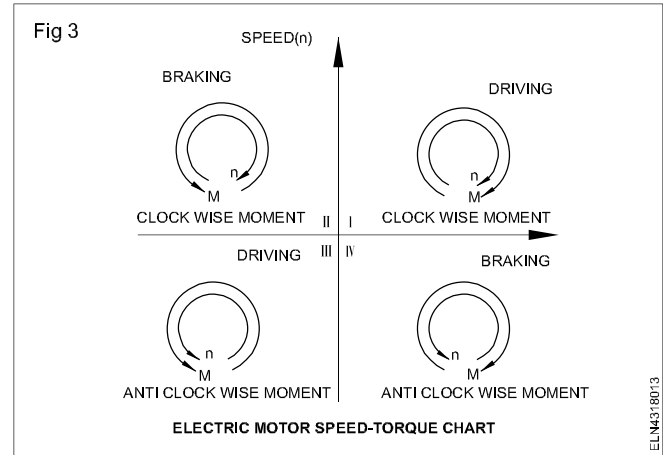 Fig 3
SPEED(n)
BRAKING
DRIVING
n
M
n
M
CLOCK WISE MOMENT
II
I
CLOCK WISE MOMENT
DRIVING
III
IV
BRAKING
n
M
n
M
ANTI CLOCK WISE MOMENT
ANTI CLOCK WISE MOMENT
ELECTRIC MOTOR SPEED-TORQUE CHART
ELN4318013